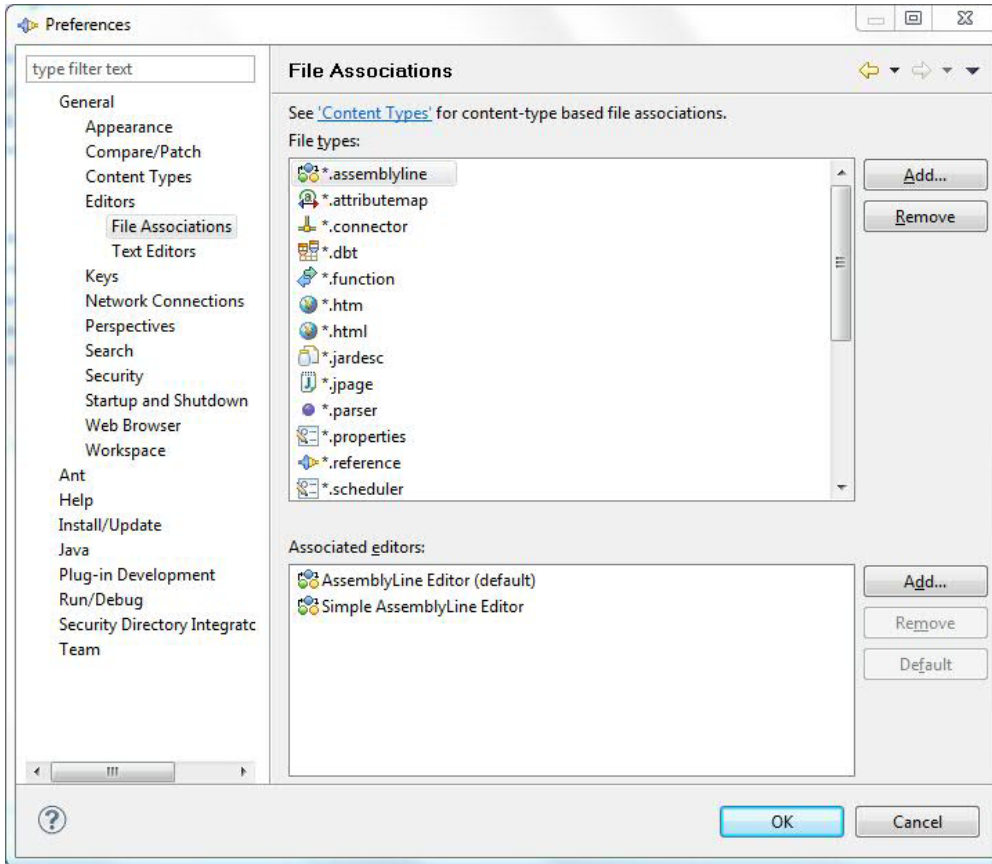 Preferences
type filter text
General
Appearance
Compare/Patch
Content Types
Editors
File Associations
Text Editors
Keys
Network Connections
Perspectives
Search
Security
Startup and Shutdown
Web Browser
Workspace
Ant
Help
Install/Update
Java
Plug-in Development
Run/Debug
Security Directory Integratc
Team
File Associations
See 'Content Types' for content-type based file associations.
File types:
*.assemblyline
*.attributemap
*.connector
*.dbt
*.function
*.htm
*.html
*.jardesc
*.jpage
*.parser
*.properties
*.reference
*.scheduler
Add...
Remove
Associated editors:
AssemblyLine Editor (default)
Simple AssemblyLine Editor
Add...
Remove
Default
OK
Cancel